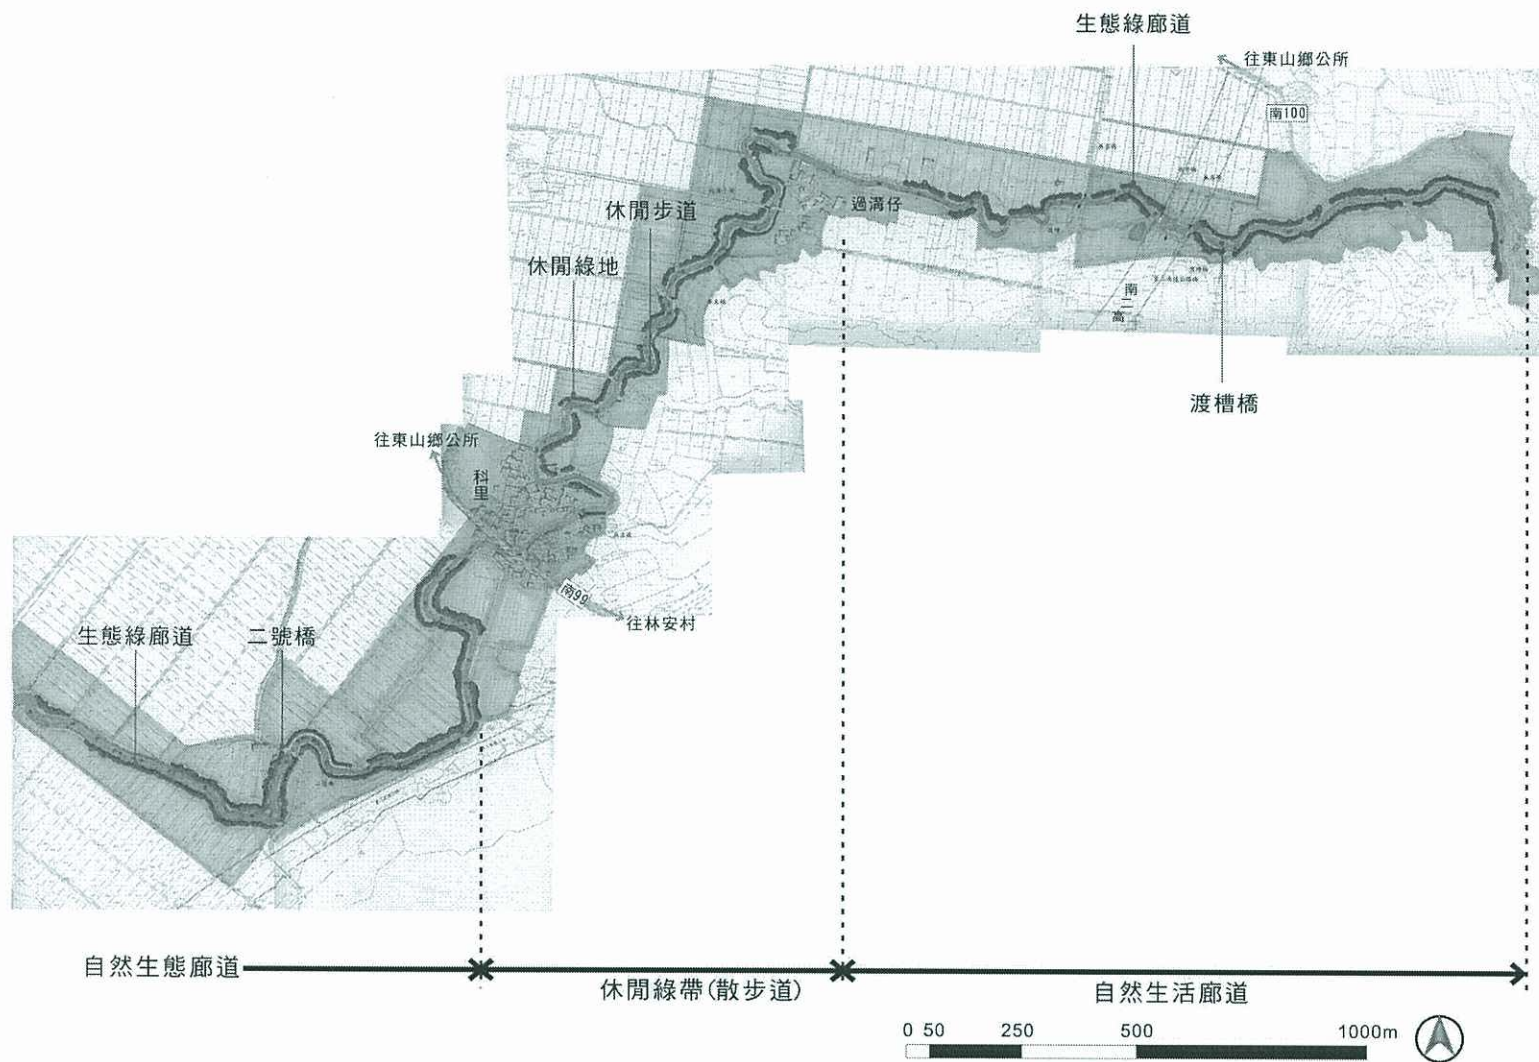 生態綠廊道
往東山鄉公所
南100
休閒步道
過溝仔
休閒綠地
南二高
渡槽橋
往東山鄉公所
科里
南99
往林安村
生態綠廊道
二號橋
自然生態廊道
休閒綠帶(散步道)
自然生活廊道
0 50 250 500 1000m